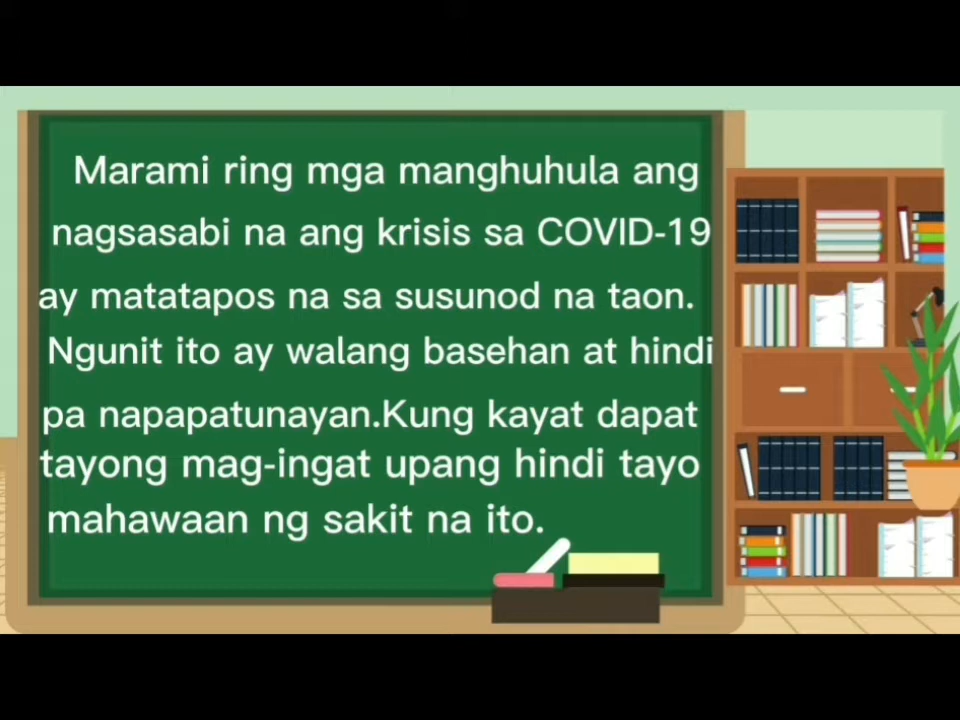 Marami ring mga manghuhula ang
nagsasabi na ang krisis sa COVID-19
ay matatapos na sa susunod na taon.
Ngunit ito ay walang basehan at hindi
pa napapatunayan.Kung kayat dapat
tayong mag-ingat upang hindi tayo
mahawaan ng sakit na ito.